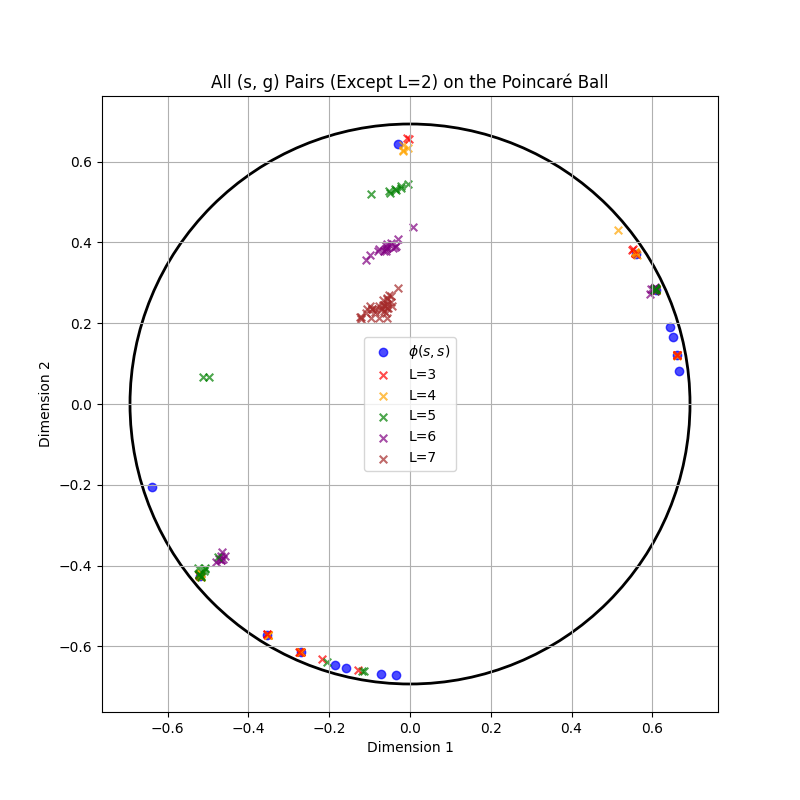 All (s, g) Pairs (Except L=2) on the Poincaré Ball
0.6
0.4
0.2
0.0
−0.2
−0.4
−0.6
Dimension 2
ϕ(s, s)
L=3
L=4
L=5
L=6
L=7
−0.6 −0.4 −0.2 0.0 0.2 0.4 0.6
Dimension 1